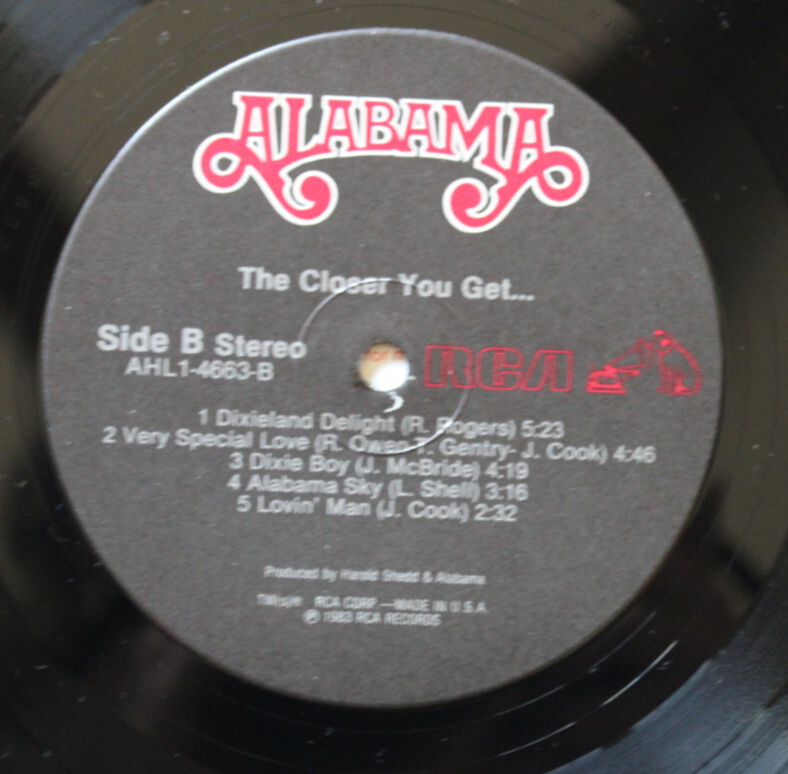 ALABAMA
The Closer You Get...
Side B Stereo
AHL1-4663-B
RCA
1 Dixieland Delight (R. Rogers) 5:23
2 Very Special Love (R. Owen-T. Gentry- J. Cook) 4:46
3 Dixie Boy (J. McBride) 4:19
4 Alabama Sky (L. Shell) 3:16
5 Lovin' Man (J. Cook) 2:32
Produced by Harold Shedd & Alabama
RCA CORP.—MADE IN U.S.A.
℗ 1983 RCA RECORDS